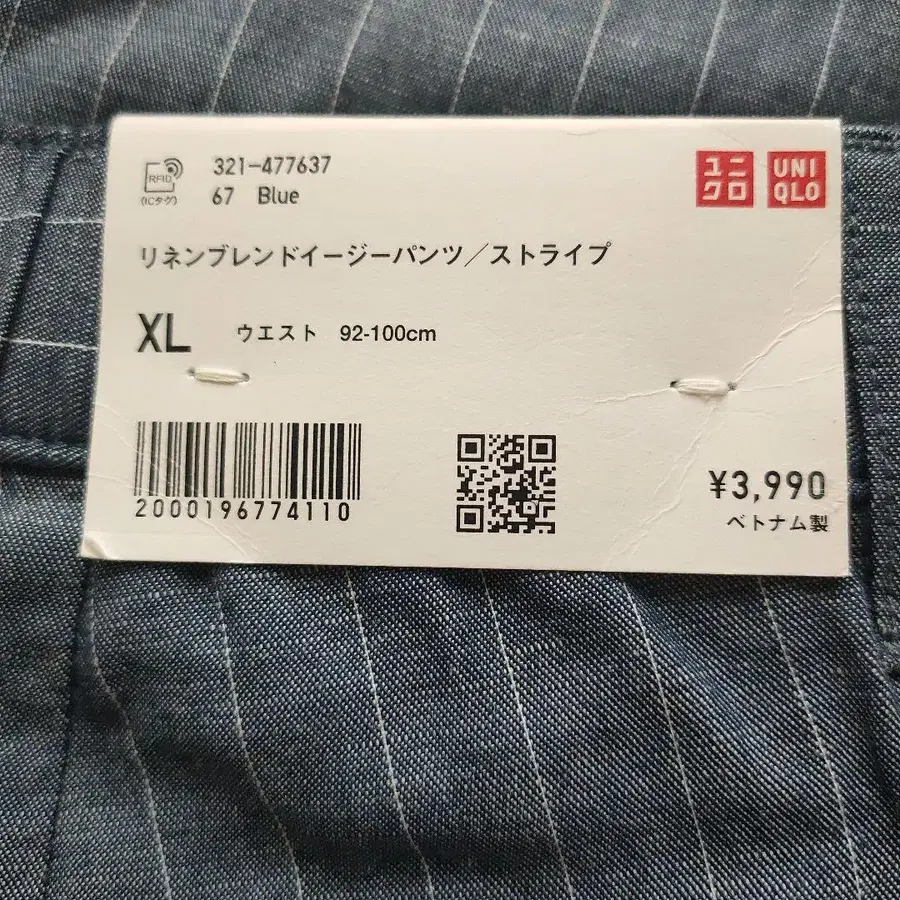 RFID
(ICタグ)
321-477637
67 Blue
ユニ
クロ
UNI
QLO
リネンブレンドイージーパンツ／ストライプ
XL ウエスト 92-100cm
2000196774110
¥3,990
ベトナム製